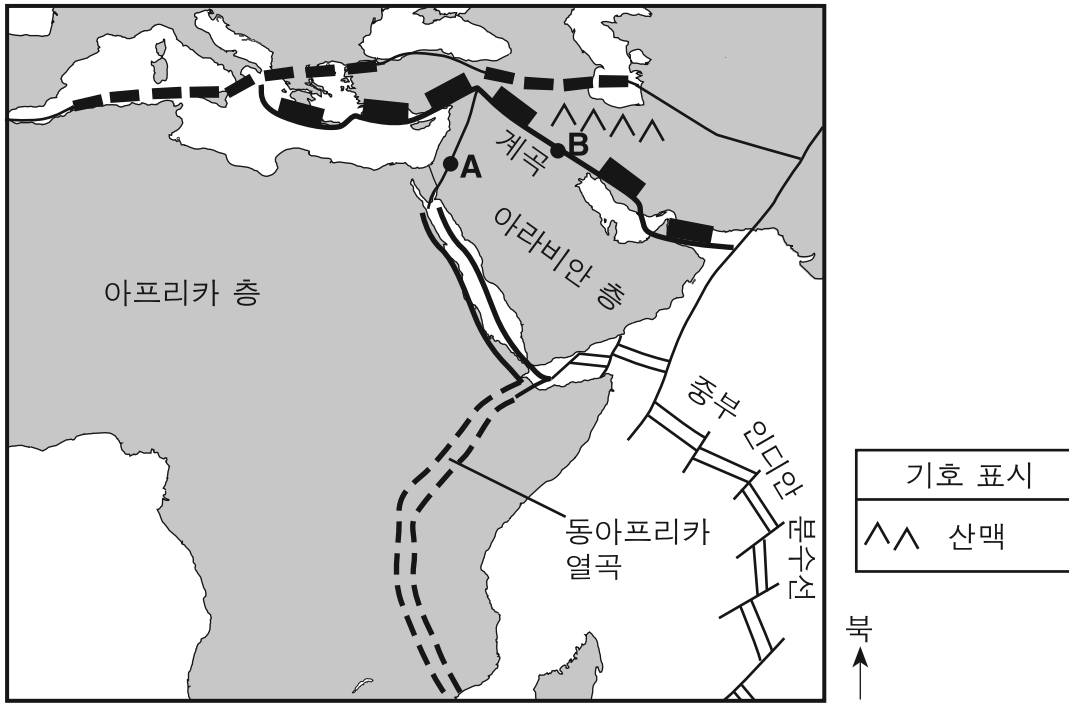 A
B
계곡
아라비안 층
아프리카 층
중부 인디안 분수선
동아프리카
열곡
기호 표시
산맥
북